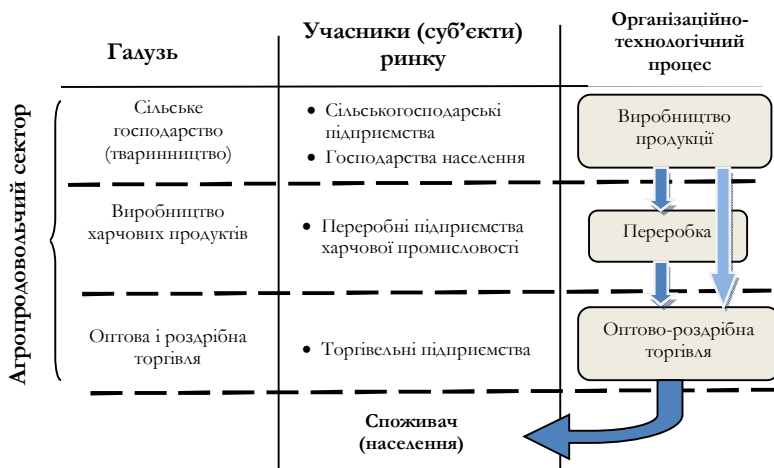 Галузь
Учасники (суб’єкти)
ринку
Організаційно-
технологічний
процес
Агропродовольчий сектор
Сільське
господарство
(тваринництво)
• Сільськогосподарські
підприємства
• Господарства населення
Виробництво
продукції
Виробництво
харчових продуктів
• Переробні підприємства
харчової промисловості
Переробка
Оптова і роздрібна
торгівля
• Торгівельні підприємства
Оптово-роздрібна
торгівля
Споживач
(населення)